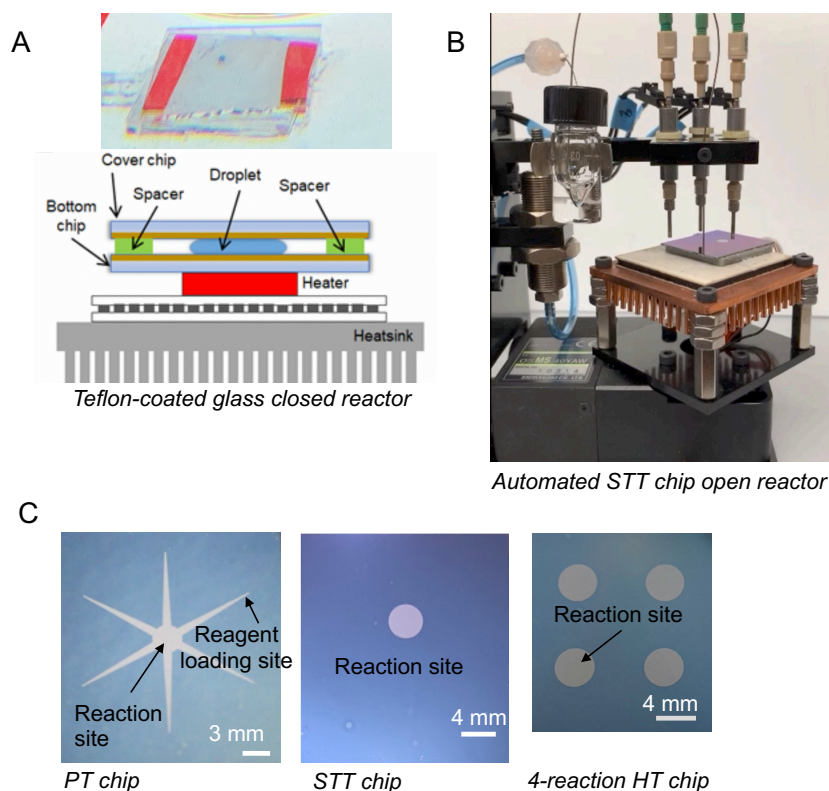 A
Cover chip
Spacer
Droplet
Spacer
Bottom
chip
Heater
Heatsink
Teflon-coated glass closed reactor
B
Automated STT chip open reactor
C
Reaction
site
Reagent
loading site
3 mm
PT chip
Reaction site
4 mm
STT chip
Reaction site
4 mm
4-reaction HT chip